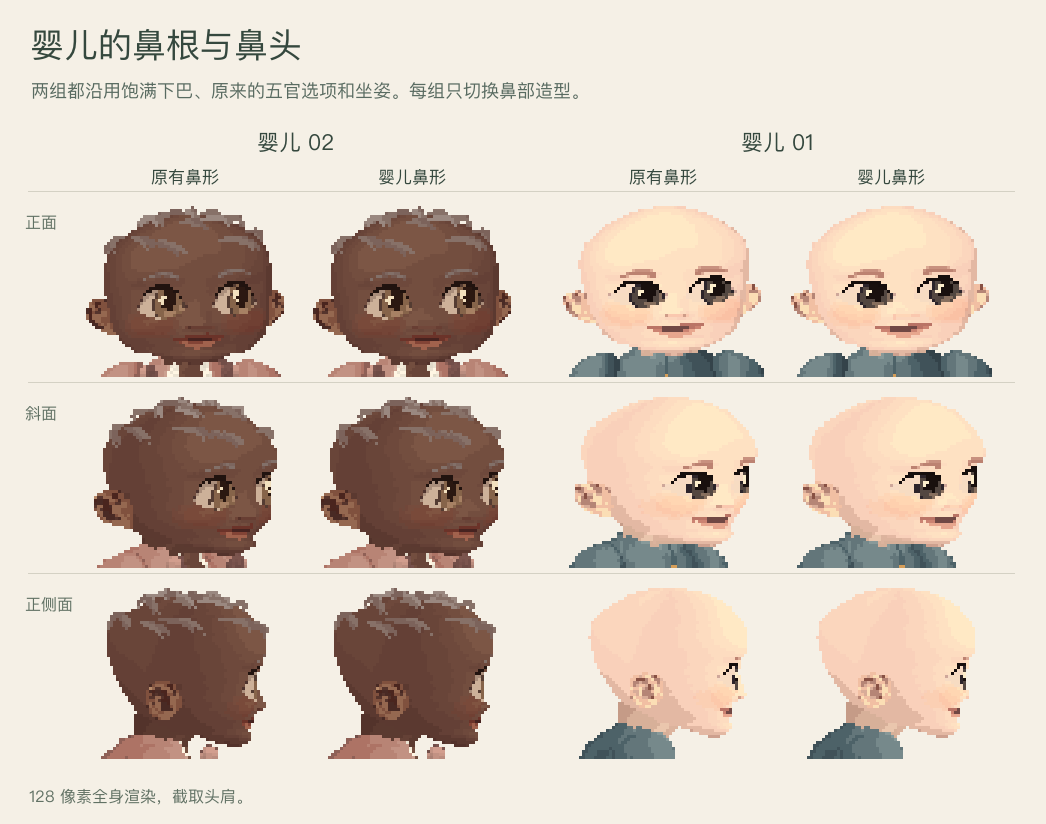 婴儿的鼻根与鼻头
两组都沿用饱满下巴、原来的五官选项和坐姿。每组只切换鼻部造型。
婴儿 02
婴儿 01
原有鼻形
婴儿鼻形
原有鼻形
婴儿鼻形
正面
斜面
正侧面
128 像素全身渲染，截取头肩。